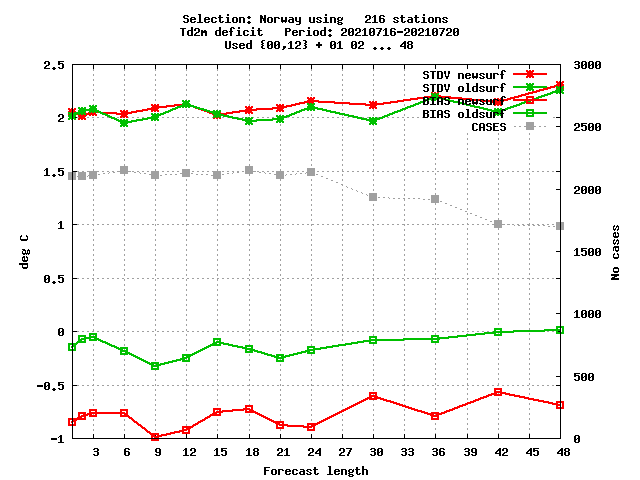 Selection: Norway using   216 stations
Td2m deficit   Period: 20210716-20210720
Used {00,12} + 01 02 ... 48
2.5 3000
STDV newsurf
STDV oldsurf
BIAS newsurf
BIAS oldsurf
CASES
2 2500
1.5 2000
1 1500
0.5 1000
0 500
-0.5
-1 0
deg C
No cases
3 6 9 12 15 18 21 24 27 30 33 36 39 42 45 48
Forecast length